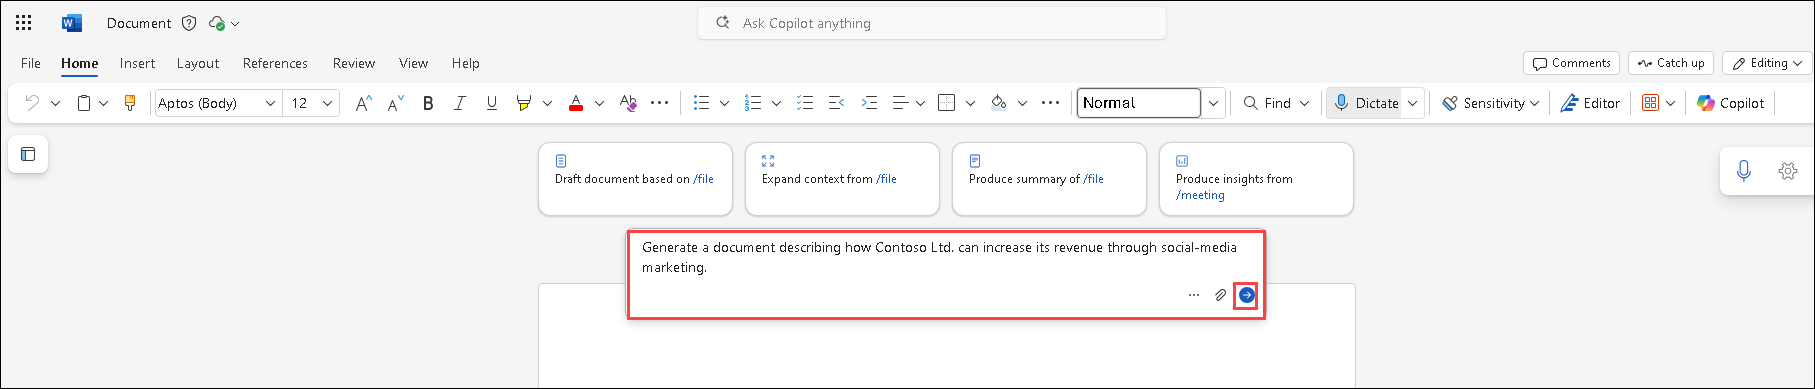 W Document Ask Copilot anything
File Home Insert Layout References Review View Help Comments Catch up Editing
Aptos (Body) 12 A A B I U A A Normal Find Dictate Sensitivity Editor Copilot
Draft document based on /file
Expand context from /file
Produce summary of /file
Produce insights from
/meeting
Generate a document describing how Contoso Ltd. can increase its revenue through social-media
marketing.